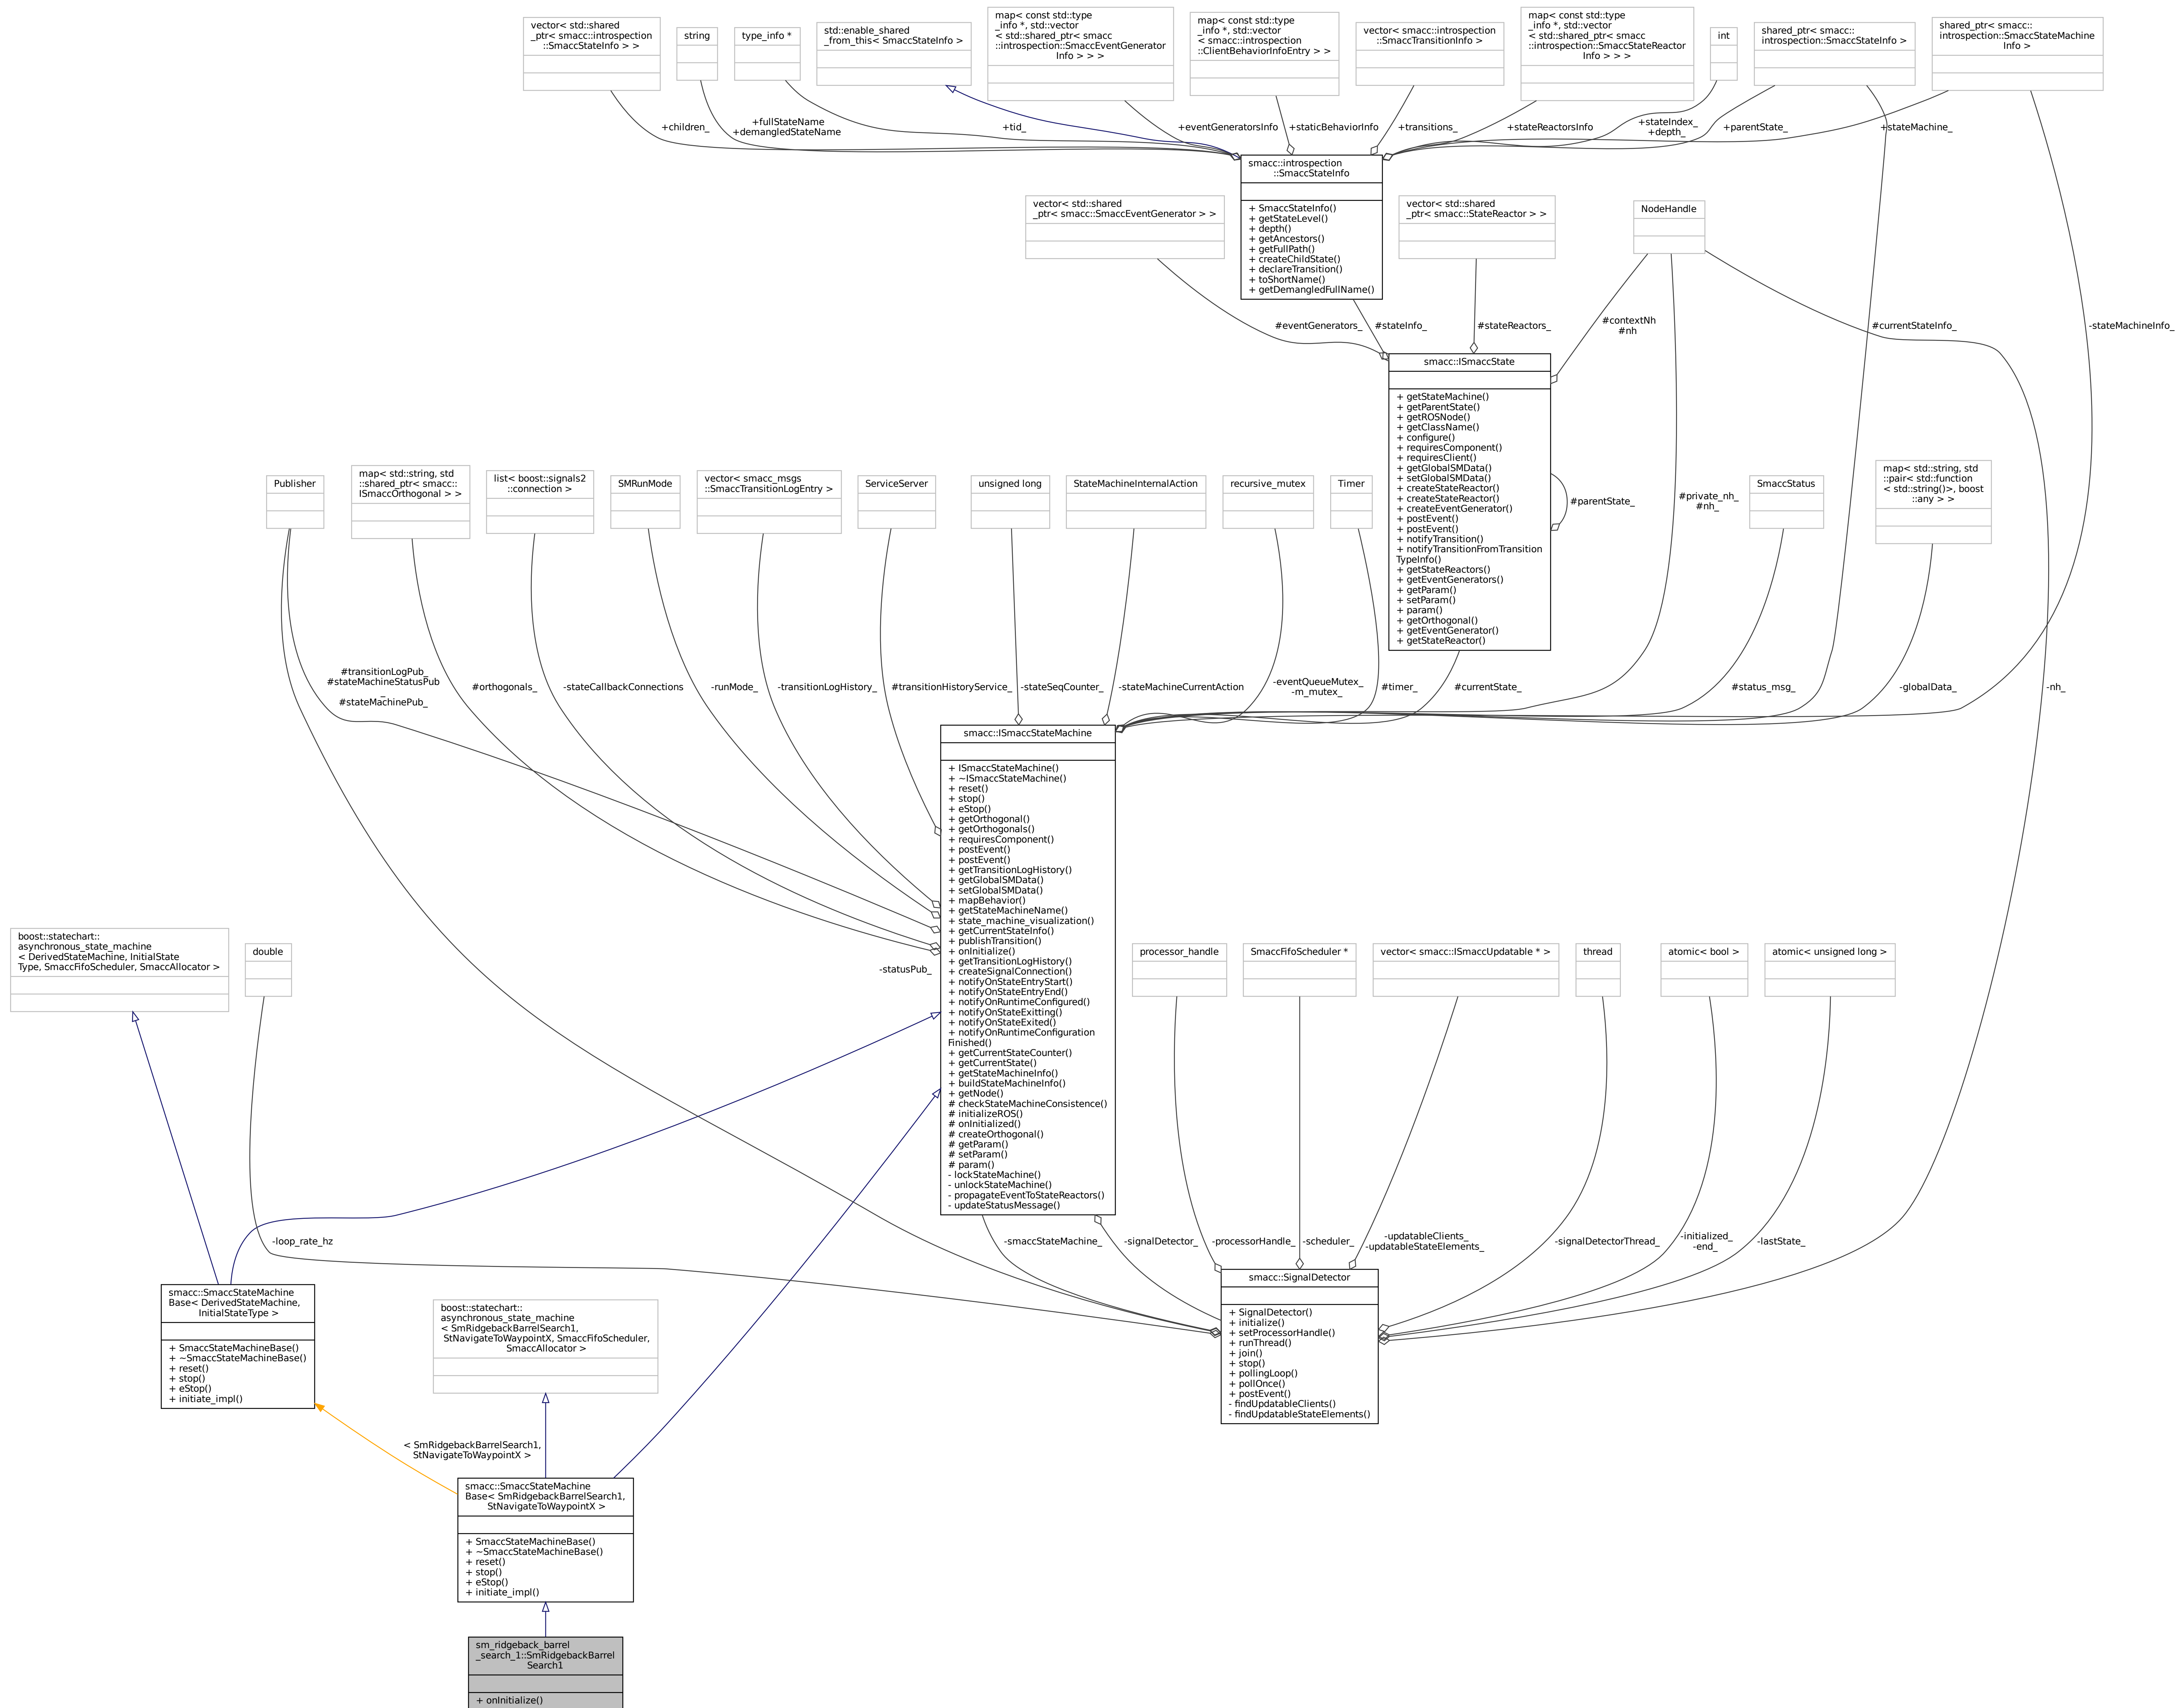 vector< std::shared
_ptr< smacc::introspection
::SmaccStateInfo > >
string
type_info *
std::enable_shared
_from_this< SmaccStateInfo >
map< const std::type
_info *, std::vector
< std::shared_ptr< smacc
::introspection::SmaccEventGenerator
Info > > >
map< const std::type
_info *, std::vector
< smacc::introspection
::ClientBehaviorInfoEntry > >
vector< smacc::introspection
::SmaccTransitionInfo >
map< const std::type
_info *, std::vector
< std::shared_ptr< smacc
::introspection::SmaccStateReactor
Info > > >
int
shared_ptr< smacc::
introspection::SmaccStateInfo >
shared_ptr< smacc::
introspection::SmaccStateMachine
Info >
+children_
+fullStateName
+demangledStateName
+tid_
+eventGeneratorsInfo
+staticBehaviorInfo
+transitions_
+stateReactorsInfo
+stateIndex_
+depth_
+parentState_
+stateMachine_
smacc::introspection
::SmaccStateInfo
+ SmaccStateInfo()
+ getStateLevel()
+ depth()
+ getAncestors()
+ getFullPath()
+ createChildState()
+ declareTransition()
+ toShortName()
+ getDemangledFullName()
vector< std::shared
_ptr< smacc::SmaccEventGenerator > >
vector< std::shared
_ptr< smacc::StateReactor > >
NodeHandle
#eventGenerators_
#stateInfo_
#stateReactors_
#contextNh
#nh
#currentStateInfo_
-stateMachineInfo_
smacc::ISmaccState
+ getStateMachine()
+ getParentState()
+ getROSNode()
+ getClassName()
+ configure()
+ requiresComponent()
+ requiresClient()
+ getGlobalSMData()
+ setGlobalSMData()
+ createStateReactor()
+ createStateReactor()
+ createEventGenerator()
+ postEvent()
+ postEvent()
+ notifyTransition()
+ notifyTransitionFromTransition
TypeInfo()
+ getStateReactors()
+ getEventGenerators()
+ getParam()
+ setParam()
+ param()
+ getOrthogonal()
+ getEventGenerator()
+ getStateReactor()
#parentState_
#private_nh_
#nh_
Publisher
map< std::string, std
::shared_ptr< smacc::
ISmaccOrthogonal > >
list< boost::signals2
::connection >
SMRunMode
vector< smacc_msgs
::SmaccTransitionLogEntry >
ServiceServer
unsigned long
StateMachineInternalAction
recursive_mutex
Timer
SmaccStatus
map< std::string, std
::pair< std::function
< std::string()>, boost
::any > >
#transitionLogPub_
#stateMachineStatusPub
_
#stateMachinePub_
#orthogonals_
-stateCallbackConnections
-runMode_
-transitionLogHistory_
#transitionHistoryService_
-stateSeqCounter_
-stateMachineCurrentAction
-eventQueueMutex_
-m_mutex_
#timer_
#currentState_
#status_msg_
-globalData_
-nh_
smacc::ISmaccStateMachine
+ ISmaccStateMachine()
+ ~ISmaccStateMachine()
+ reset()
+ stop()
+ eStop()
+ getOrthogonal()
+ getOrthogonals()
+ requiresComponent()
+ postEvent()
+ postEvent()
+ getTransitionLogHistory()
+ getGlobalSMData()
+ setGlobalSMData()
+ mapBehavior()
+ getStateMachineName()
+ state_machine_visualization()
+ getCurrentStateInfo()
+ publishTransition()
+ onInitialize()
+ getTransitionLogHistory()
+ createSignalConnection()
+ notifyOnStateEntryStart()
+ notifyOnStateEntryEnd()
+ notifyOnRuntimeConfigured()
+ notifyOnStateExitting()
+ notifyOnStateExited()
+ notifyOnRuntimeConfiguration
Finished()
+ getCurrentStateCounter()
+ getCurrentState()
+ getStateMachineInfo()
+ buildStateMachineInfo()
+ getNode()
# checkStateMachineConsistence()
# initializeROS()
# onInitialized()
# createOrthogonal()
# getParam()
# setParam()
# param()
- lockStateMachine()
- unlockStateMachine()
- propagateEventToStateReactors()
- updateStatusMessage()
boost::statechart::
asynchronous_state_machine
< DerivedStateMachine, InitialState
Type, SmaccFifoScheduler, SmaccAllocator >
double
-statusPub_
processor_handle
SmaccFifoScheduler *
vector< smacc::ISmaccUpdatable * >
thread
atomic< bool >
atomic< unsigned long >
-loop_rate_hz
-smaccStateMachine_
-signalDetector_
-processorHandle_
-scheduler_
-updatableClients_
-updatableStateElements_
-signalDetectorThread_
-initialized_
-end_
-lastState_
smacc::SignalDetector
+ SignalDetector()
+ initialize()
+ setProcessorHandle()
+ runThread()
+ join()
+ stop()
+ pollingLoop()
+ pollOnce()
+ postEvent()
- findUpdatableClients()
- findUpdatableStateElements()
smacc::SmaccStateMachine
Base< DerivedStateMachine,
InitialStateType >
+ SmaccStateMachineBase()
+ ~SmaccStateMachineBase()
+ reset()
+ stop()
+ eStop()
+ initiate_impl()
boost::statechart::
asynchronous_state_machine
< SmRidgebackBarrelSearch1,
StNavigateToWaypointX, SmaccFifoScheduler,
SmaccAllocator >
< SmRidgebackBarrelSearch1,
StNavigateToWaypointX >
smacc::SmaccStateMachine
Base< SmRidgebackBarrelSearch1,
StNavigateToWaypointX >
+ SmaccStateMachineBase()
+ ~SmaccStateMachineBase()
+ reset()
+ stop()
+ eStop()
+ initiate_impl()
sm_ridgeback_barrel
_search_1::SmRidgebackBarrel
Search1
+ onInitialize()